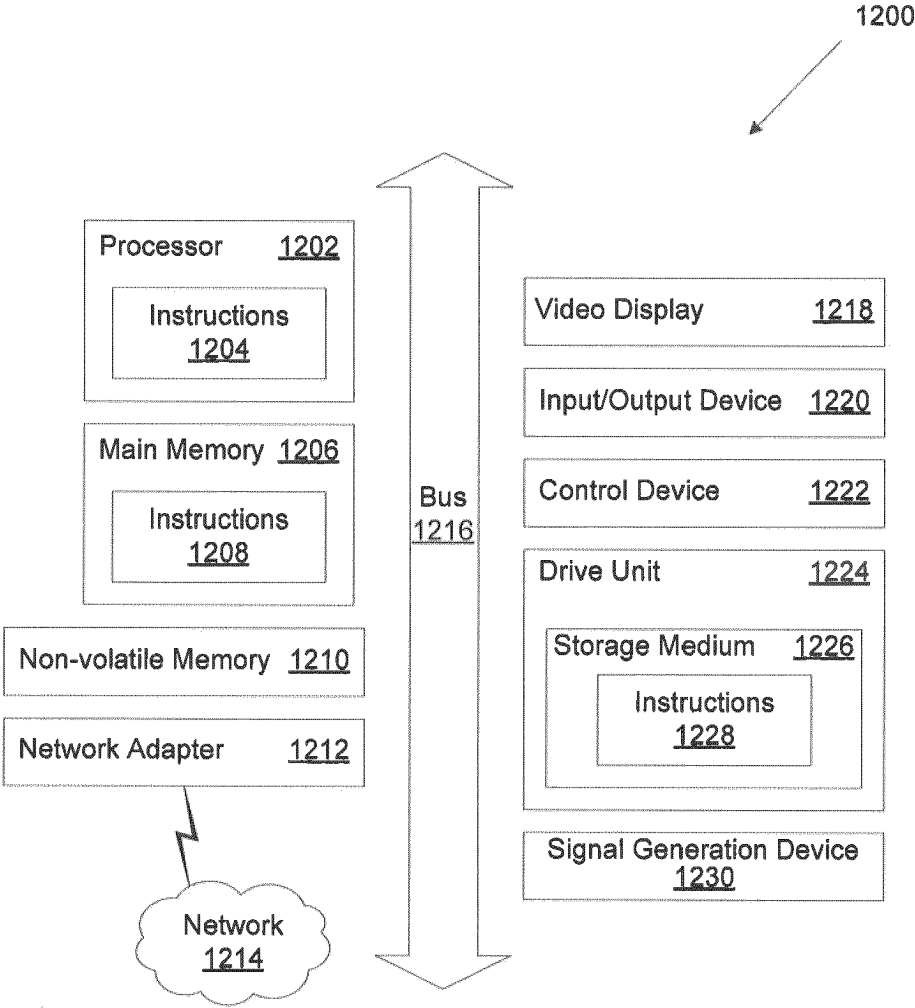 1200
Processor 1202
Instructions
1204
Main Memory 1206
Instructions
1208
Non-volatile Memory 1210
Network Adapter 1212
Network
1214
Bus
1216
Video Display 1218
Input/Output Device 1220
Control Device 1222
Drive Unit 1224
Storage Medium 1226
Instructions
1228
Signal Generation Device
1230